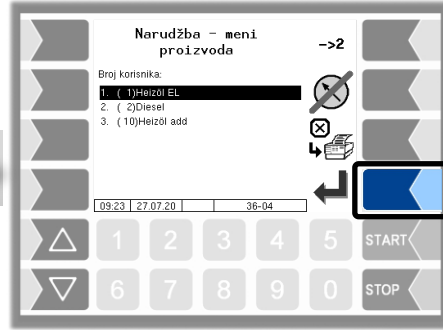 Narudžba - meni
proizvoda
->2
Broj korisnika:
1. ( 1)Heizöl EL
2. ( 2)Diesel
3. ( 10)Heizöl add
09:23 27.07.20 36-04
1 2 3 4 5 START
6 7 8 9 0 STOP